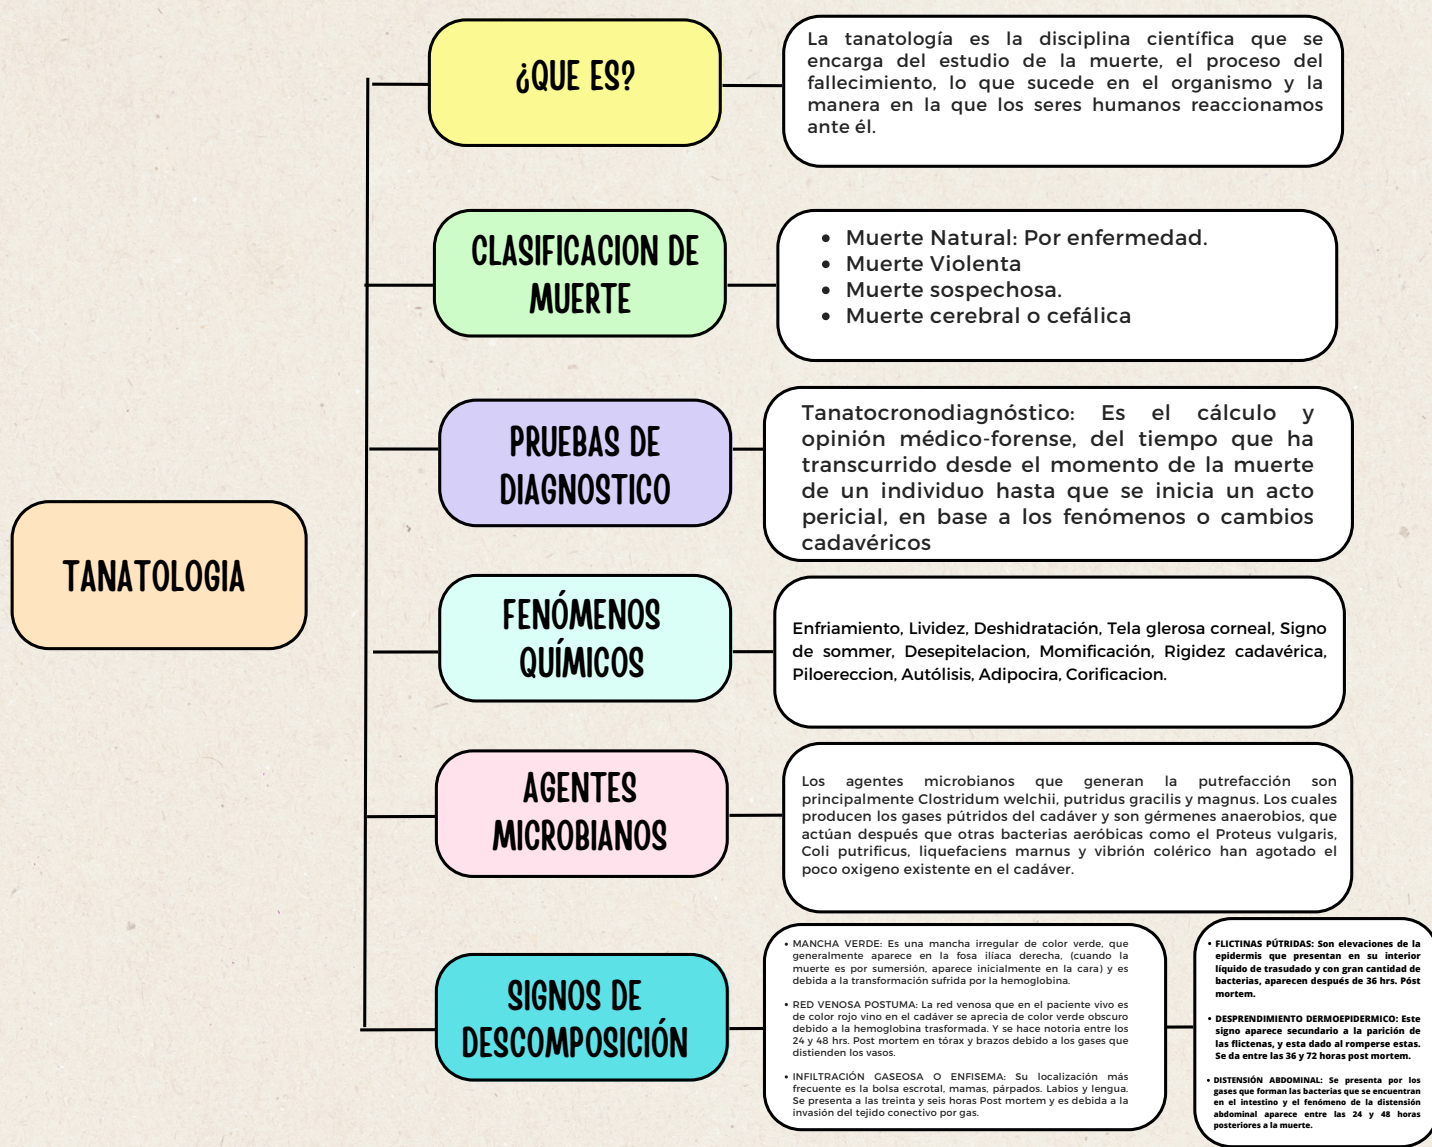 TANATOLOGIA
¿QUE ES?
La tanatología es la disciplina científica que se
encarga del estudio de la muerte, el proceso del
fallecimiento, lo que sucede en el organismo y la
manera en la que los seres humanos reaccionamos
ante él.
CLASIFICACION DE
MUERTE
• Muerte Natural: Por enfermedad.
• Muerte Violenta
• Muerte sospechosa.
• Muerte cerebral o cefálica
PRUEBAS DE
DIAGNOSTICO
Tanatocronodiagnóstico: Es el cálculo y
opinión médico-forense, del tiempo que ha
transcurrido desde el momento de la muerte
de un individuo hasta que se inicia un acto
pericial, en base a los fenómenos o cambios
cadavéricos
FENÓMENOS
QUÍMICOS
Enfriamiento, Lividez, Deshidratación, Tela glerosa corneal, Signo
de sommer, Desepitelacion, Momificación, Rigidez cadavérica,
Piloereccion, Autólisis, Adipocira, Corificacion.
AGENTES
MICROBIANOS
Los agentes microbianos que generan la putrefacción son
principalmente Clostridum welchii, putridus gracilis y magnus. Los cuales
producen los gases pútridos del cadáver y son gérmenes anaerobios, que
actúan después que otras bacterias aeróbicas como el Proteus vulgaris,
Coli putrificus, liquefaciens marnus y vibrión colérico han agotado el
poco oxigeno existente en el cadáver.
SIGNOS DE
DESCOMPOSICIÓN
• MANCHA VERDE: Es una mancha irregular de color verde, que
generalmente aparece en la fosa ilíaca derecha, (cuando la
muerte es por sumersión, aparece inicialmente en la cara) y es
debida a la transformación sufrida por la hemoglobina.
• RED VENOSA POSTUMA: La red venosa que en el paciente vivo es
de color rojo vino en el cadáver se aprecia de color verde obscuro
debido a la hemoglobina trasformada. Y se hace notoria entre los
24 y 48 hrs. Post mortem en tórax y brazos debido a los gases que
distienden los vasos.
• INFILTRACIÓN GASEOSA O ENFISEMA: Su localización más
frecuente es la bolsa escrotal, mamas, párpados. Labios y lengua.
Se presenta a las treinta y seis horas Post mortem y es debida a la
invasión del tejido conectivo por gas.
• FLICTINAS PÚTRIDAS: Son elevaciones de la
epidermis que presentan en su interior
líquido de trasudado y con gran cantidad de
bacterias, aparecen después de 36 hrs. Póst
mortem.
• DESPRENDIMIENTO DERMOEPIDERMICO: Este
signo aparece secundario a la parición de
las flictenas, y esta dado al romperse estas.
Se da entre las 36 y 72 horas post mortem.
• DISTENSIÓN ABDOMINAL: Se presenta por los
gases que forman las bacterias que se encuentran
en el intestino y el fenómeno de la distensión
abdominal aparece entre las 24 y 48 horas
posteriores a la muerte.